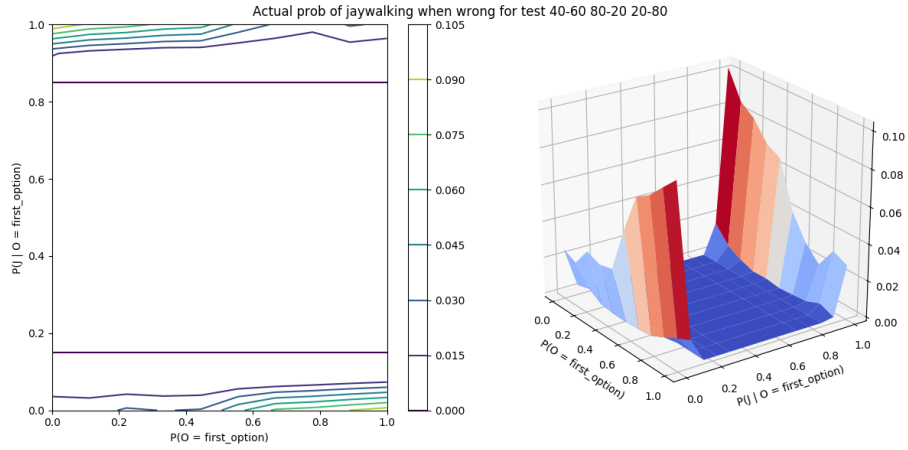 Actual prob of jaywalking when wrong for test 40-60 80-20 20-80
1.0
0.8
0.6
0.4
0.2
0.0
P(J | O = first_option)
0.0 0.2 0.4 0.6 0.8 1.0
P(O = first_option)
0.105
0.090
0.075
0.060
0.045
0.030
0.015
0.000
0.10
0.08
0.06
0.04
0.02
0.00
0.0 0.2 0.4 0.6 0.8 1.0
P(O = first_option)
0.0 0.2 0.4 0.6 0.8 1.0
P(J | O = first_option)